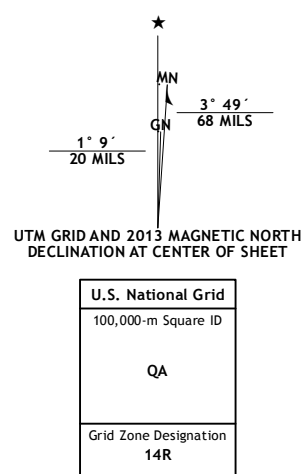 ★
MN
3° 49´
68 MILS
GN
1° 9´
20 MILS
UTM GRID AND 2013 MAGNETIC NORTH
DECLINATION AT CENTER OF SHEET
U.S. National Grid
100,000-m Square ID
QA
Grid Zone Designation
14R